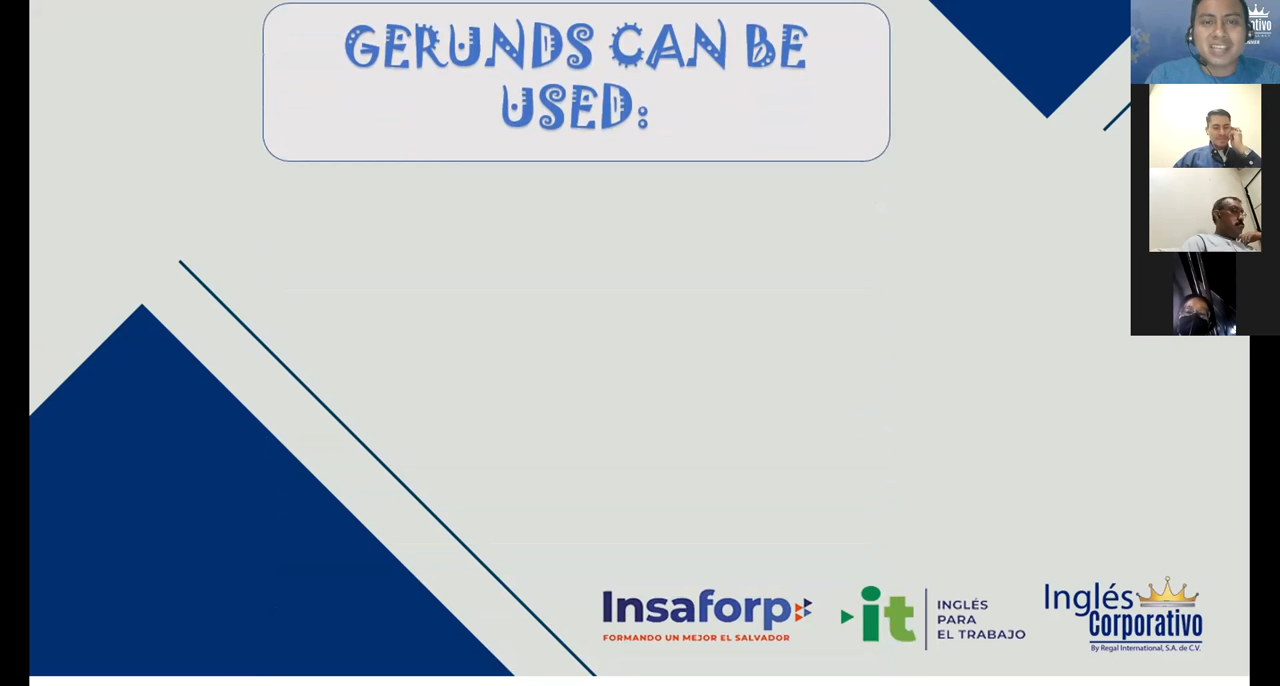 GERUNDS CAN BE
USED:
Insaforp
FORMANDO UN MEJOR EL SALVADOR
it
INGLÉS
PARA
EL TRABAJO
Inglés
Corporativo
By Regal International, S.A. de C.V.